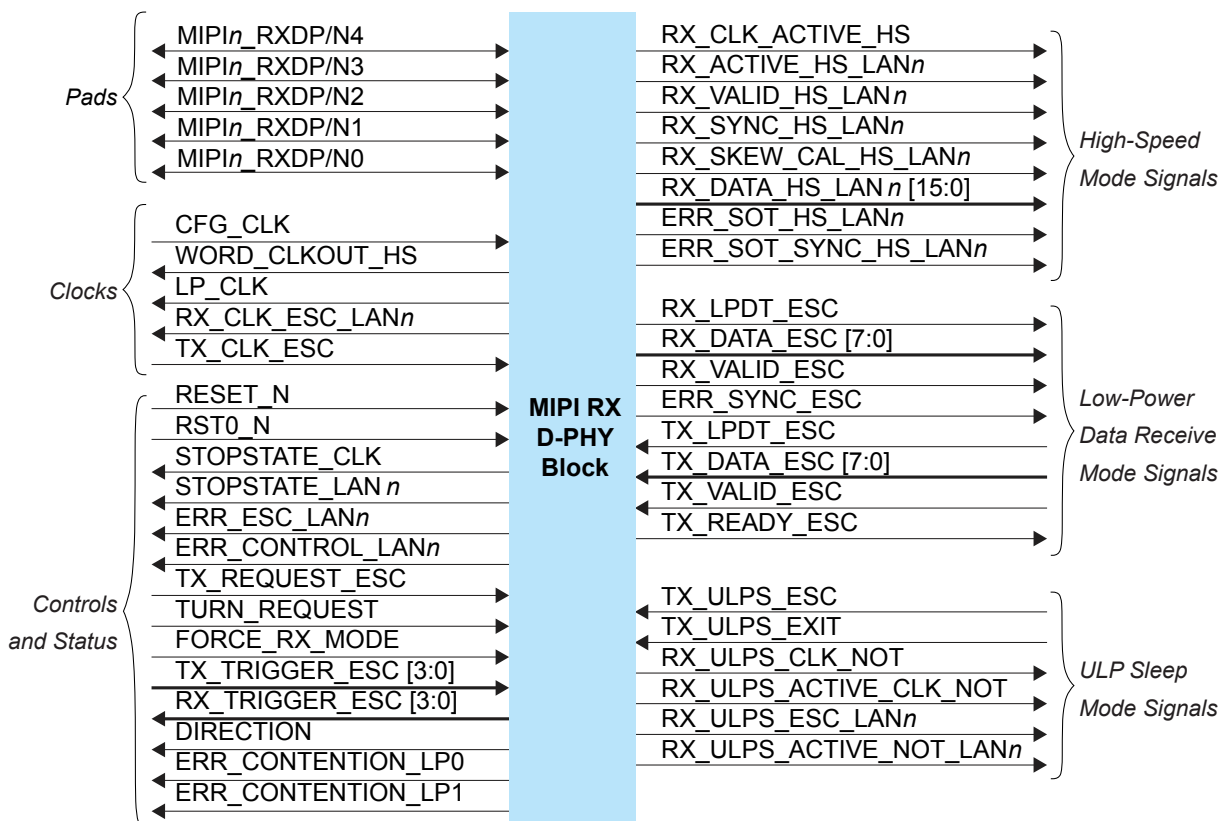 Pads
MIPIn_RXDP/N4
MIPIn_RXDP/N3
MIPIn_RXDP/N2
MIPIn_RXDP/N1
MIPIn_RXDP/N0
Clocks
CFG_CLK
WORD_CLKOUT_HS
LP_CLK
RX_CLK_ESC_LANn
TX_CLK_ESC
Controls
and Status
RESET_N
RST0_N
STOPSTATE_CLK
STOPSTATE_LAN n
ERR_ESC_LANn
ERR_CONTROL_LANn
TX_REQUEST_ESC
TURN_REQUEST
FORCE_RX_MODE
TX_TRIGGER_ESC [3:0]
RX_TRIGGER_ESC [3:0]
DIRECTION
ERR_CONTENTION_LP0
ERR_CONTENTION_LP1
MIPI RX
D-PHY
Block
RX_CLK_ACTIVE_HS
RX_ACTIVE_HS_LANn
RX_VALID_HS_LANn
RX_SYNC_HS_LANn
RX_SKEW_CAL_HS_LANn
RX_DATA_HS_LAN n [15:0]
ERR_SOT_HS_LANn
ERR_SOT_SYNC_HS_LANn
High-Speed
Mode Signals
RX_LPDT_ESC
RX_DATA_ESC [7:0]
RX_VALID_ESC
ERR_SYNC_ESC
TX_LPDT_ESC
TX_DATA_ESC [7:0]
TX_VALID_ESC
TX_READY_ESC
Low-Power
Data Receive
Mode Signals
TX_ULPS_ESC
TX_ULPS_EXIT
RX_ULPS_CLK_NOT
RX_ULPS_ACTIVE_CLK_NOT
RX_ULPS_ESC_LANn
RX_ULPS_ACTIVE_NOT_LANn
ULP Sleep
Mode Signals